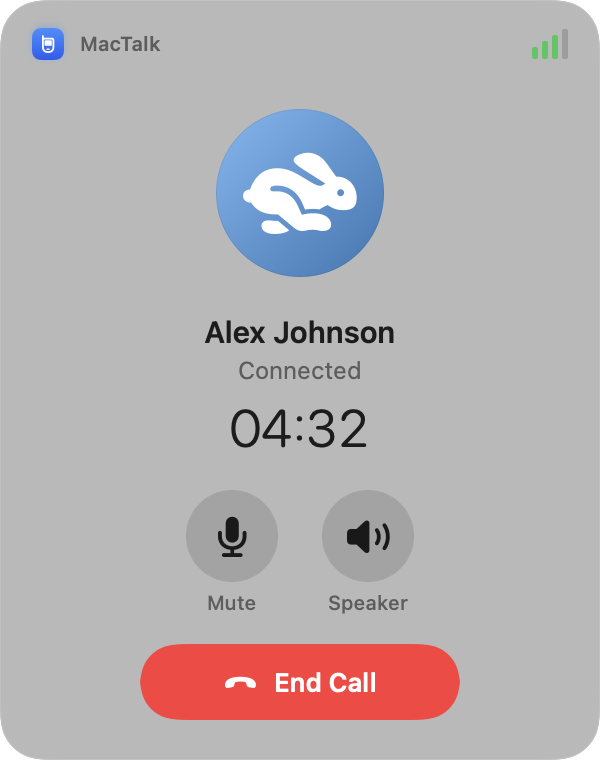 MacTalk
Alex Johnson
Connected
04:32
Mute
Speaker
End Call